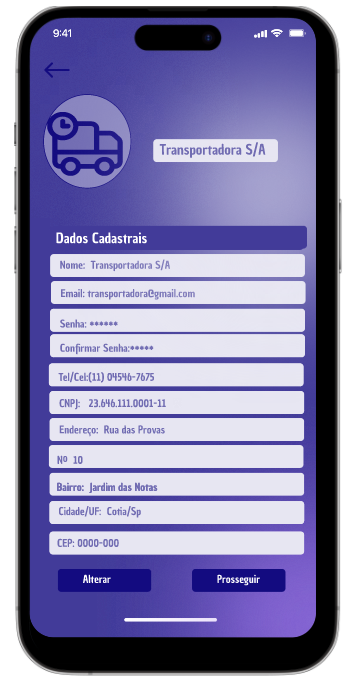 9:41
Transportadora S/A
Dados Cadastrais
Nome: Transportadora S/A
Email: transportadora@gmail.com
Senha: ******
Confirmar Senha:*****
Tel/Cel:(11) 04546-7675
CNPJ: 23.646.111.0001-11
Endereço: Rua das Provas
Nº 10
Bairro: Jardim das Notas
Cidade/UF: Cotia/Sp
CEP: 0000-000
Alterar
Prosseguir